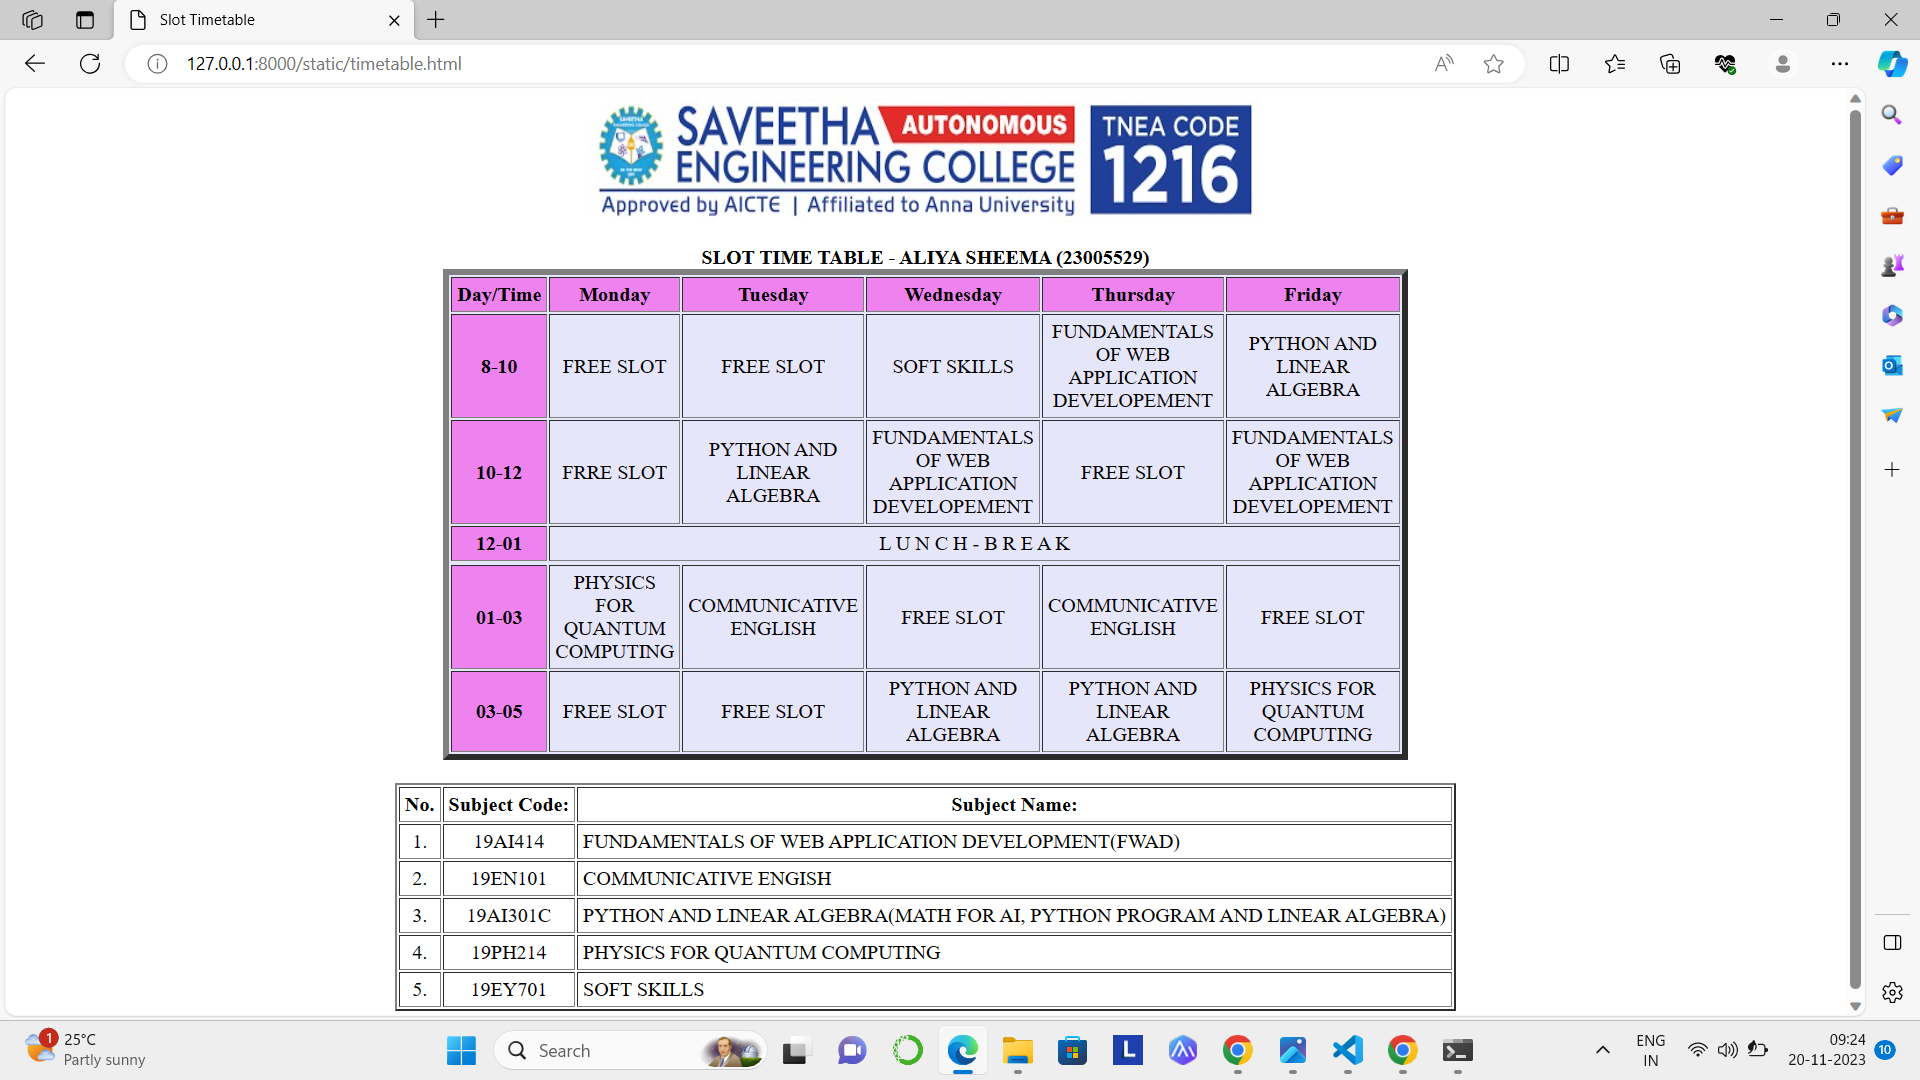 Slot Timetable
127.0.0.1:8000/static/timetable.html
SAVEETHA AUTONOMOUS
ENGINEERING COLLEGE
Approved by AICTE | Affiliated to Anna University
TNEA CODE
1216
SLOT TIME TABLE - ALIYA SHEEMA (23005529)
Day/Time Monday Tuesday Wednesday Thursday Friday
8-10
FREE SLOT
FREE SLOT
SOFT SKILLS
FUNDAMENTALS
OF WEB
APPLICATION
DEVELOPEMENT
PYTHON AND
LINEAR
ALGEBRA
10-12
FRRE SLOT
PYTHON AND
LINEAR
ALGEBRA
FUNDAMENTALS
OF WEB
APPLICATION
DEVELOPEMENT
FREE SLOT
FUNDAMENTALS
OF WEB
APPLICATION
DEVELOPEMENT
12-01
L U N C H - B R E A K
01-03
PHYSICS
FOR
QUANTUM
COMPUTING
COMMUNICATIVE
ENGLISH
FREE SLOT
COMMUNICATIVE
ENGLISH
FREE SLOT
03-05
FREE SLOT
FREE SLOT
PYTHON AND
LINEAR
ALGEBRA
PYTHON AND
LINEAR
ALGEBRA
PHYSICS FOR
QUANTUM
COMPUTING
No. Subject Code: Subject Name:
1. 19AI414 FUNDAMENTALS OF WEB APPLICATION DEVELOPMENT(FWAD)
2. 19EN101 COMMUNICATIVE ENGISH
3. 19AI301C PYTHON AND LINEAR ALGEBRA(MATH FOR AI, PYTHON PROGRAM AND LINEAR ALGEBRA)
4. 19PH214 PHYSICS FOR QUANTUM COMPUTING
5. 19EY701 SOFT SKILLS
1
25°C
Partly sunny
Search
L
ENG
IN
09:24
20-11-2023
10